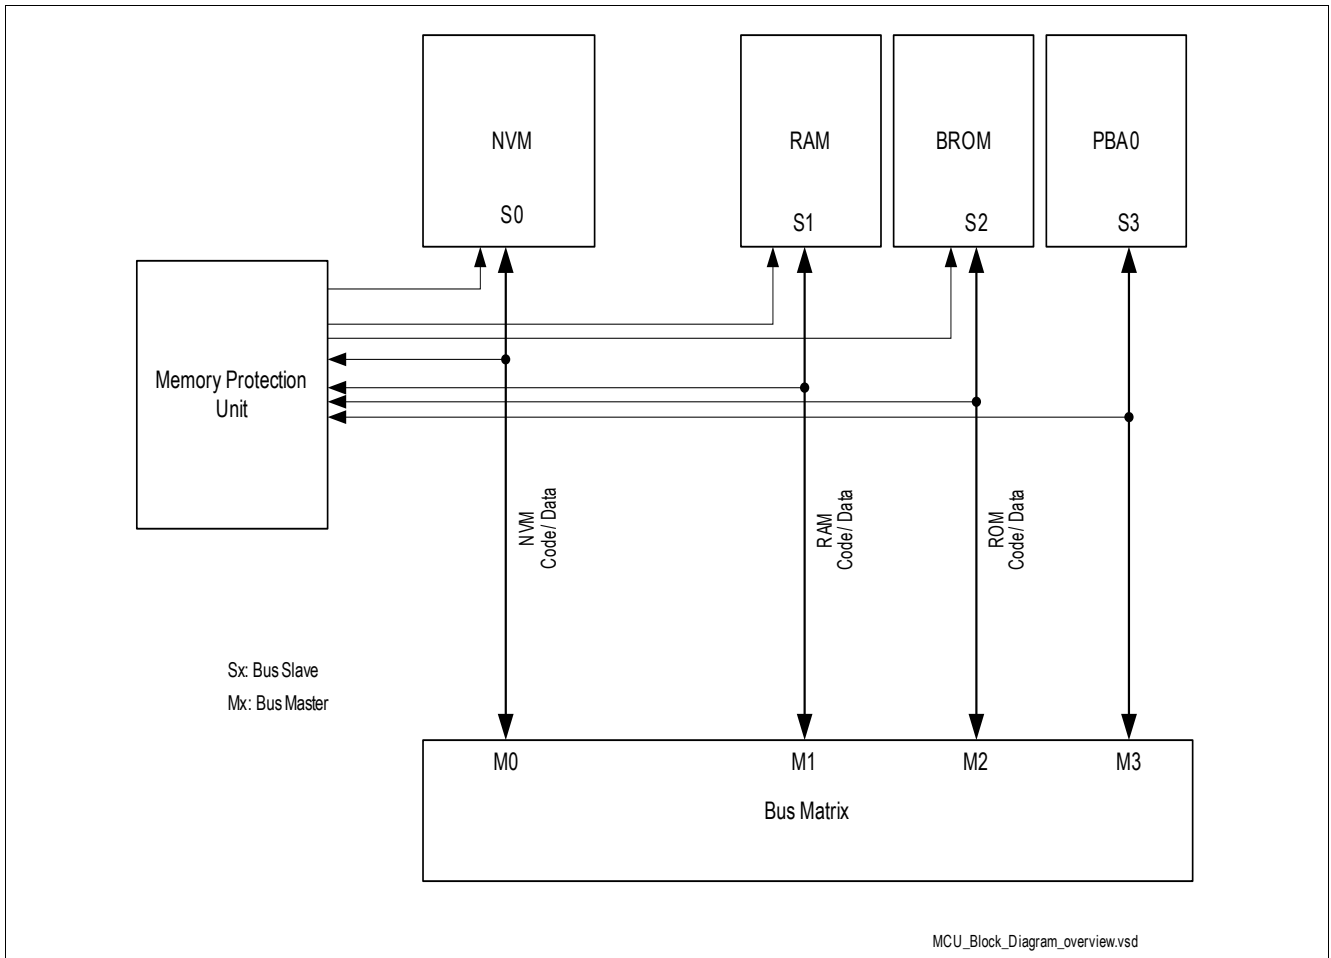 NVM
RAM
BROM
PBA0
S0
S1
S2
S3
Memory Protection
Unit
NVM
Code/ Data
RAM
Code/ Data
ROM
Code/ Data
Sx: Bus Slave
Mx: Bus Master
M0
M1
M2
M3
Bus Matrix
MCU_Block_Diagram_overview.vsd